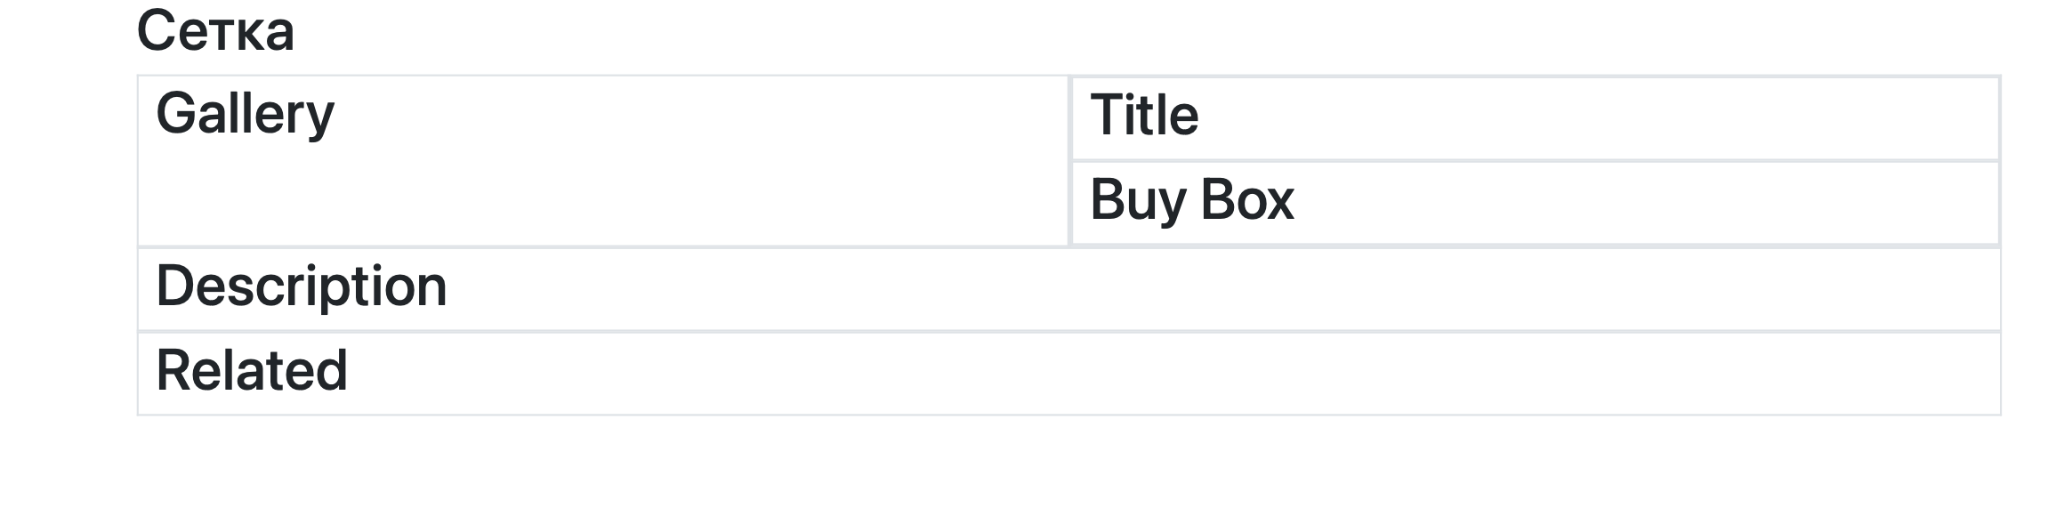 Сетка
Gallery
Title
Buy Box
Description
Related